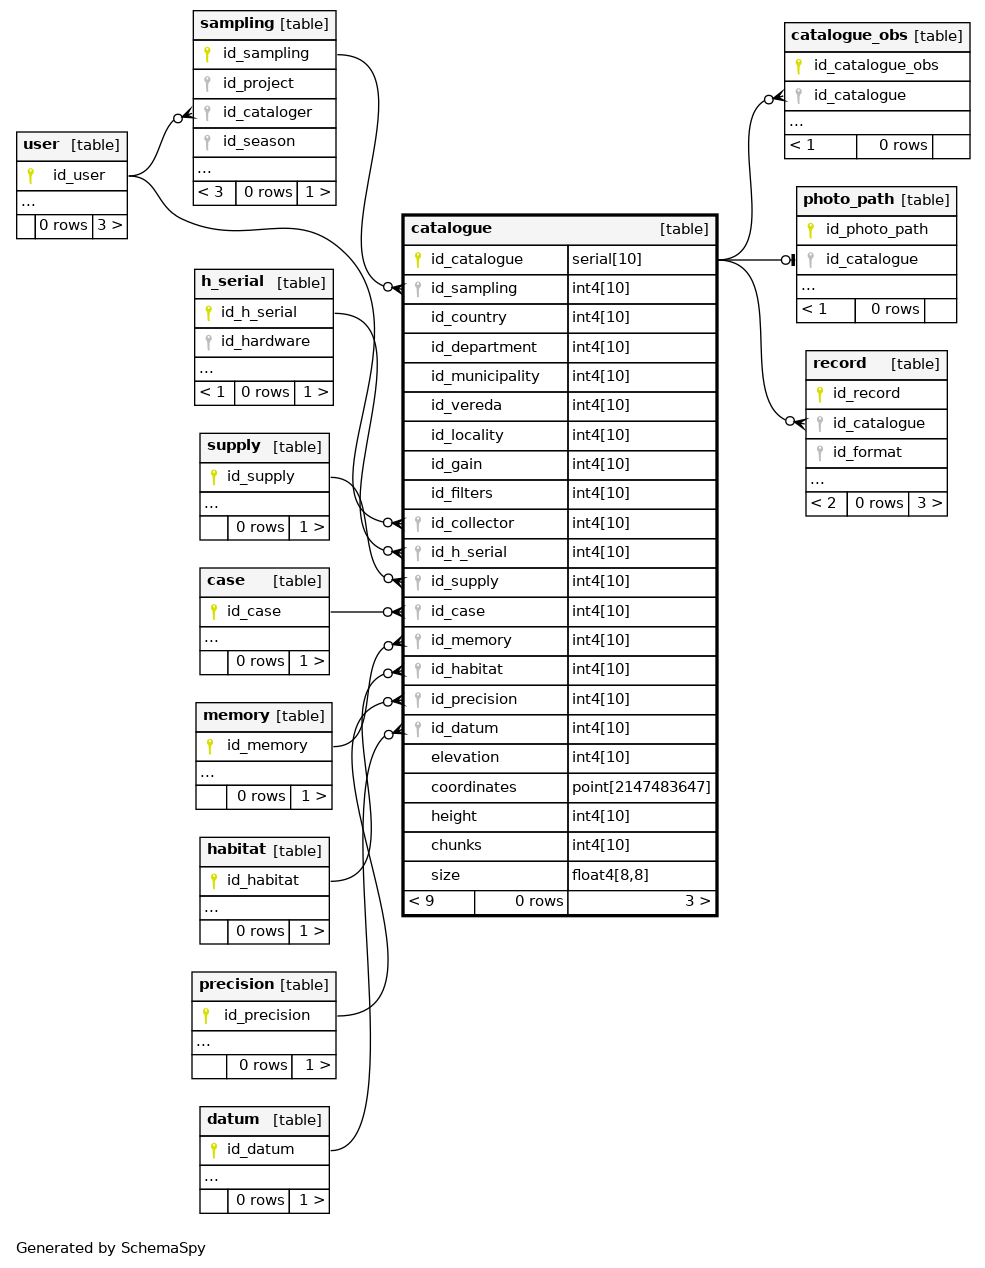 sampling [table]
id_sampling
id_project
id_cataloger
id_season
...
< 3 0 rows 1 >
user [table]
id_user
...
0 rows 3 >
h_serial [table]
id_h_serial
id_hardware
...
< 1 0 rows 1 >
supply [table]
id_supply
...
0 rows 1 >
case [table]
id_case
...
0 rows 1 >
memory [table]
id_memory
...
0 rows 1 >
habitat [table]
id_habitat
...
0 rows 1 >
precision [table]
id_precision
...
0 rows 1 >
datum [table]
id_datum
...
0 rows 1 >
catalogue [table]
id_catalogue serial[10]
id_sampling int4[10]
id_country int4[10]
id_department int4[10]
id_municipality int4[10]
id_vereda int4[10]
id_locality int4[10]
id_gain int4[10]
id_filters int4[10]
id_collector int4[10]
id_h_serial int4[10]
id_supply int4[10]
id_case int4[10]
id_memory int4[10]
id_habitat int4[10]
id_precision int4[10]
id_datum int4[10]
elevation int4[10]
coordinates point[2147483647]
height int4[10]
chunks int4[10]
size float4[8,8]
< 9 0 rows 3 >
catalogue_obs [table]
id_catalogue_obs
id_catalogue
...
< 1 0 rows
photo_path [table]
id_photo_path
id_catalogue
...
< 1 0 rows
record [table]
id_record
id_catalogue
id_format
...
< 2 0 rows 3 >
Generated by SchemaSpy